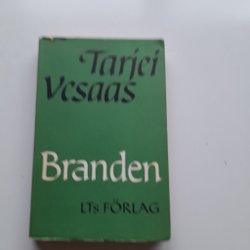 Tarjei
Vesaas
Branden
LTs FÖRLAG